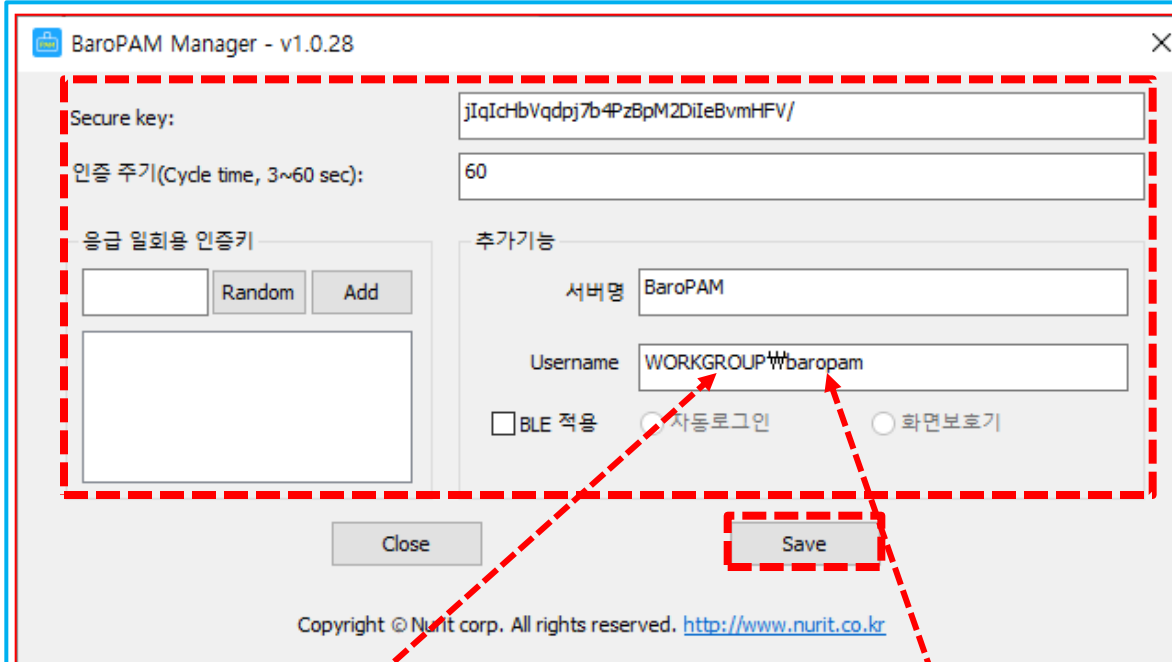 BaroPAM Manager - v1.0.28
Secure key:
jIqIcHbVqdpj7b4PzBpM2DiIeBvmHFV/
인증 주기(Cycle time, 3~60 sec):
60
응급 일회용 인증키
Random
Add
추가기능
서버명
BaroPAM
Username
WORKGROUP₩baropam
BLE 적용
자동로그인
화면보호기
Close
Save
Copyright © Nurit corp. All rights reserved. http://www.nurit.co.kr